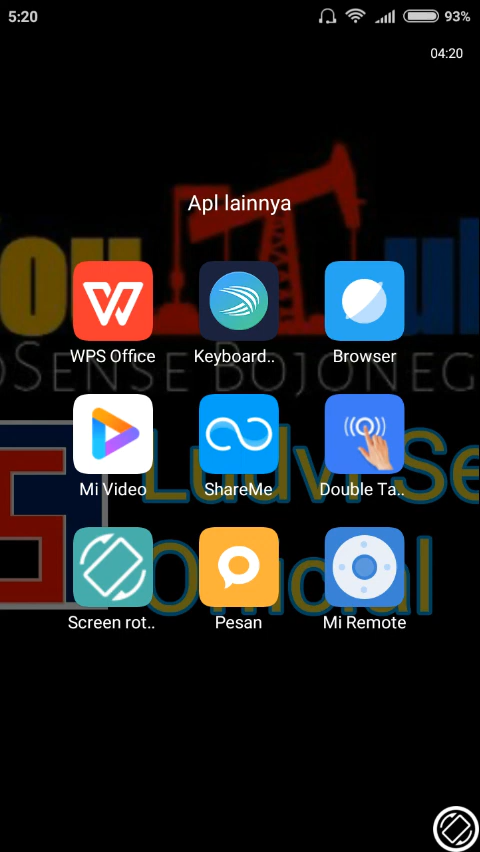 5:20
93%
04:20
Apl lainnya
WPS Office
Keyboard..
Browser
Mi Video
ShareMe
Double Ta..
Screen rot..
Pesan
Mi Remote